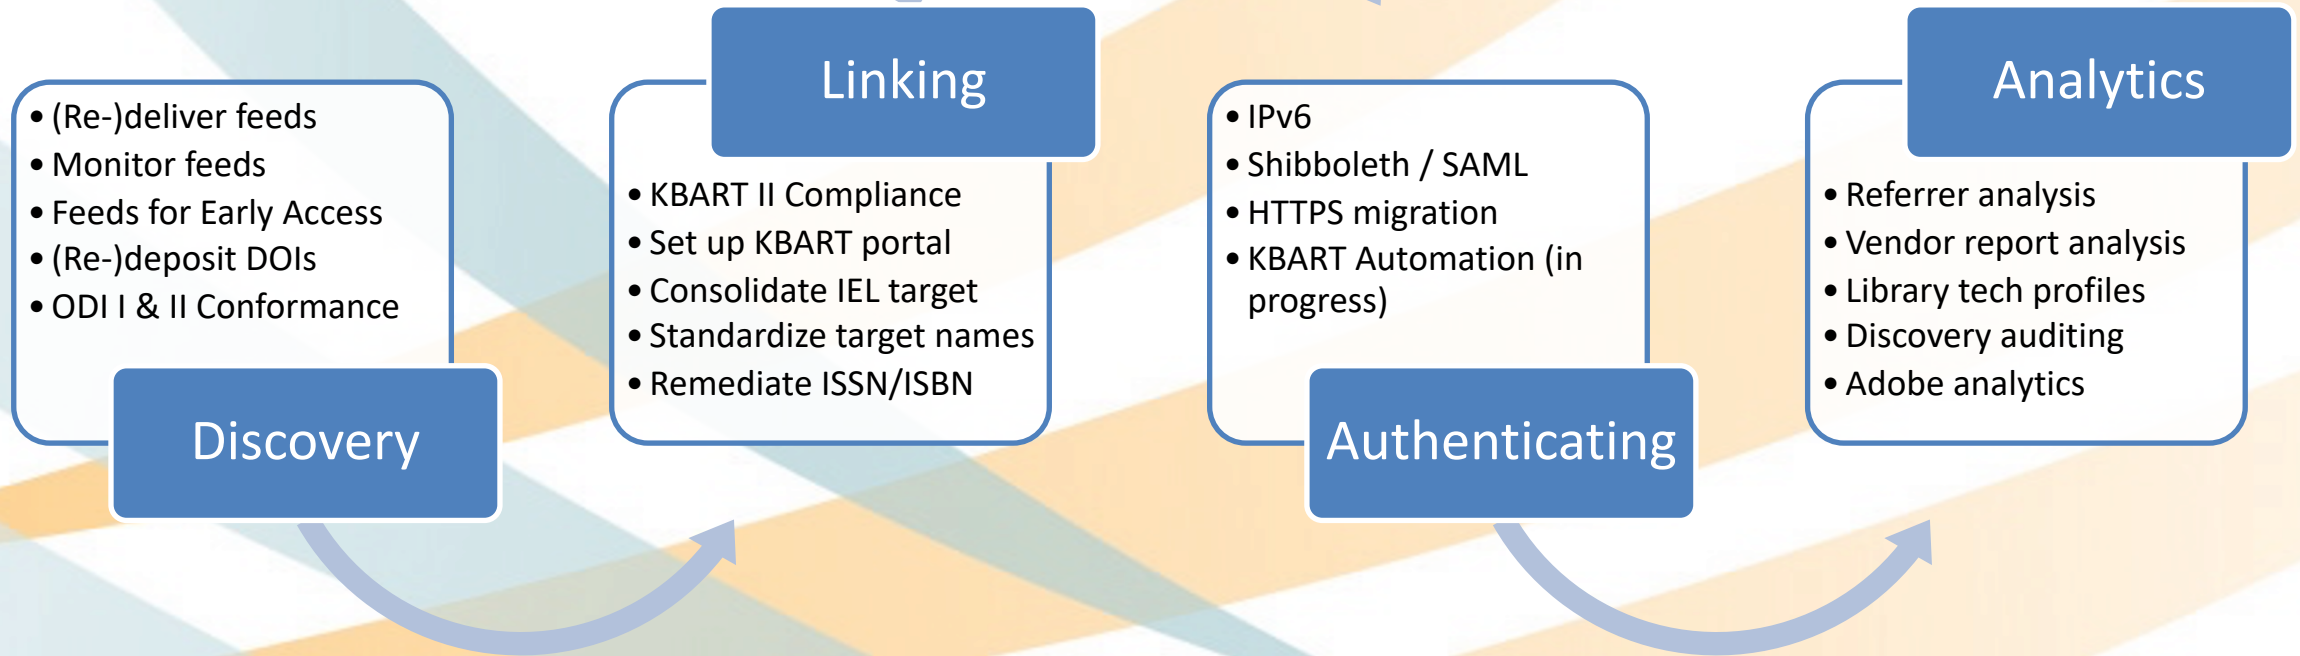 • (Re-)deliver feeds
• Monitor feeds
• Feeds for Early Access
• (Re-)deposit DOIs
• ODI I & II Conformance
Discovery
Linking
• KBART II Compliance
• Set up KBART portal
• Consolidate IEL target
• Standardize target names
• Remediate ISSN/ISBN
• IPv6
• Shibboleth / SAML
• HTTPS migration
• KBART Automation (in
progress)
Authenticating
Analytics
• Referrer analysis
• Vendor report analysis
• Library tech profiles
• Discovery auditing
• Adobe analytics